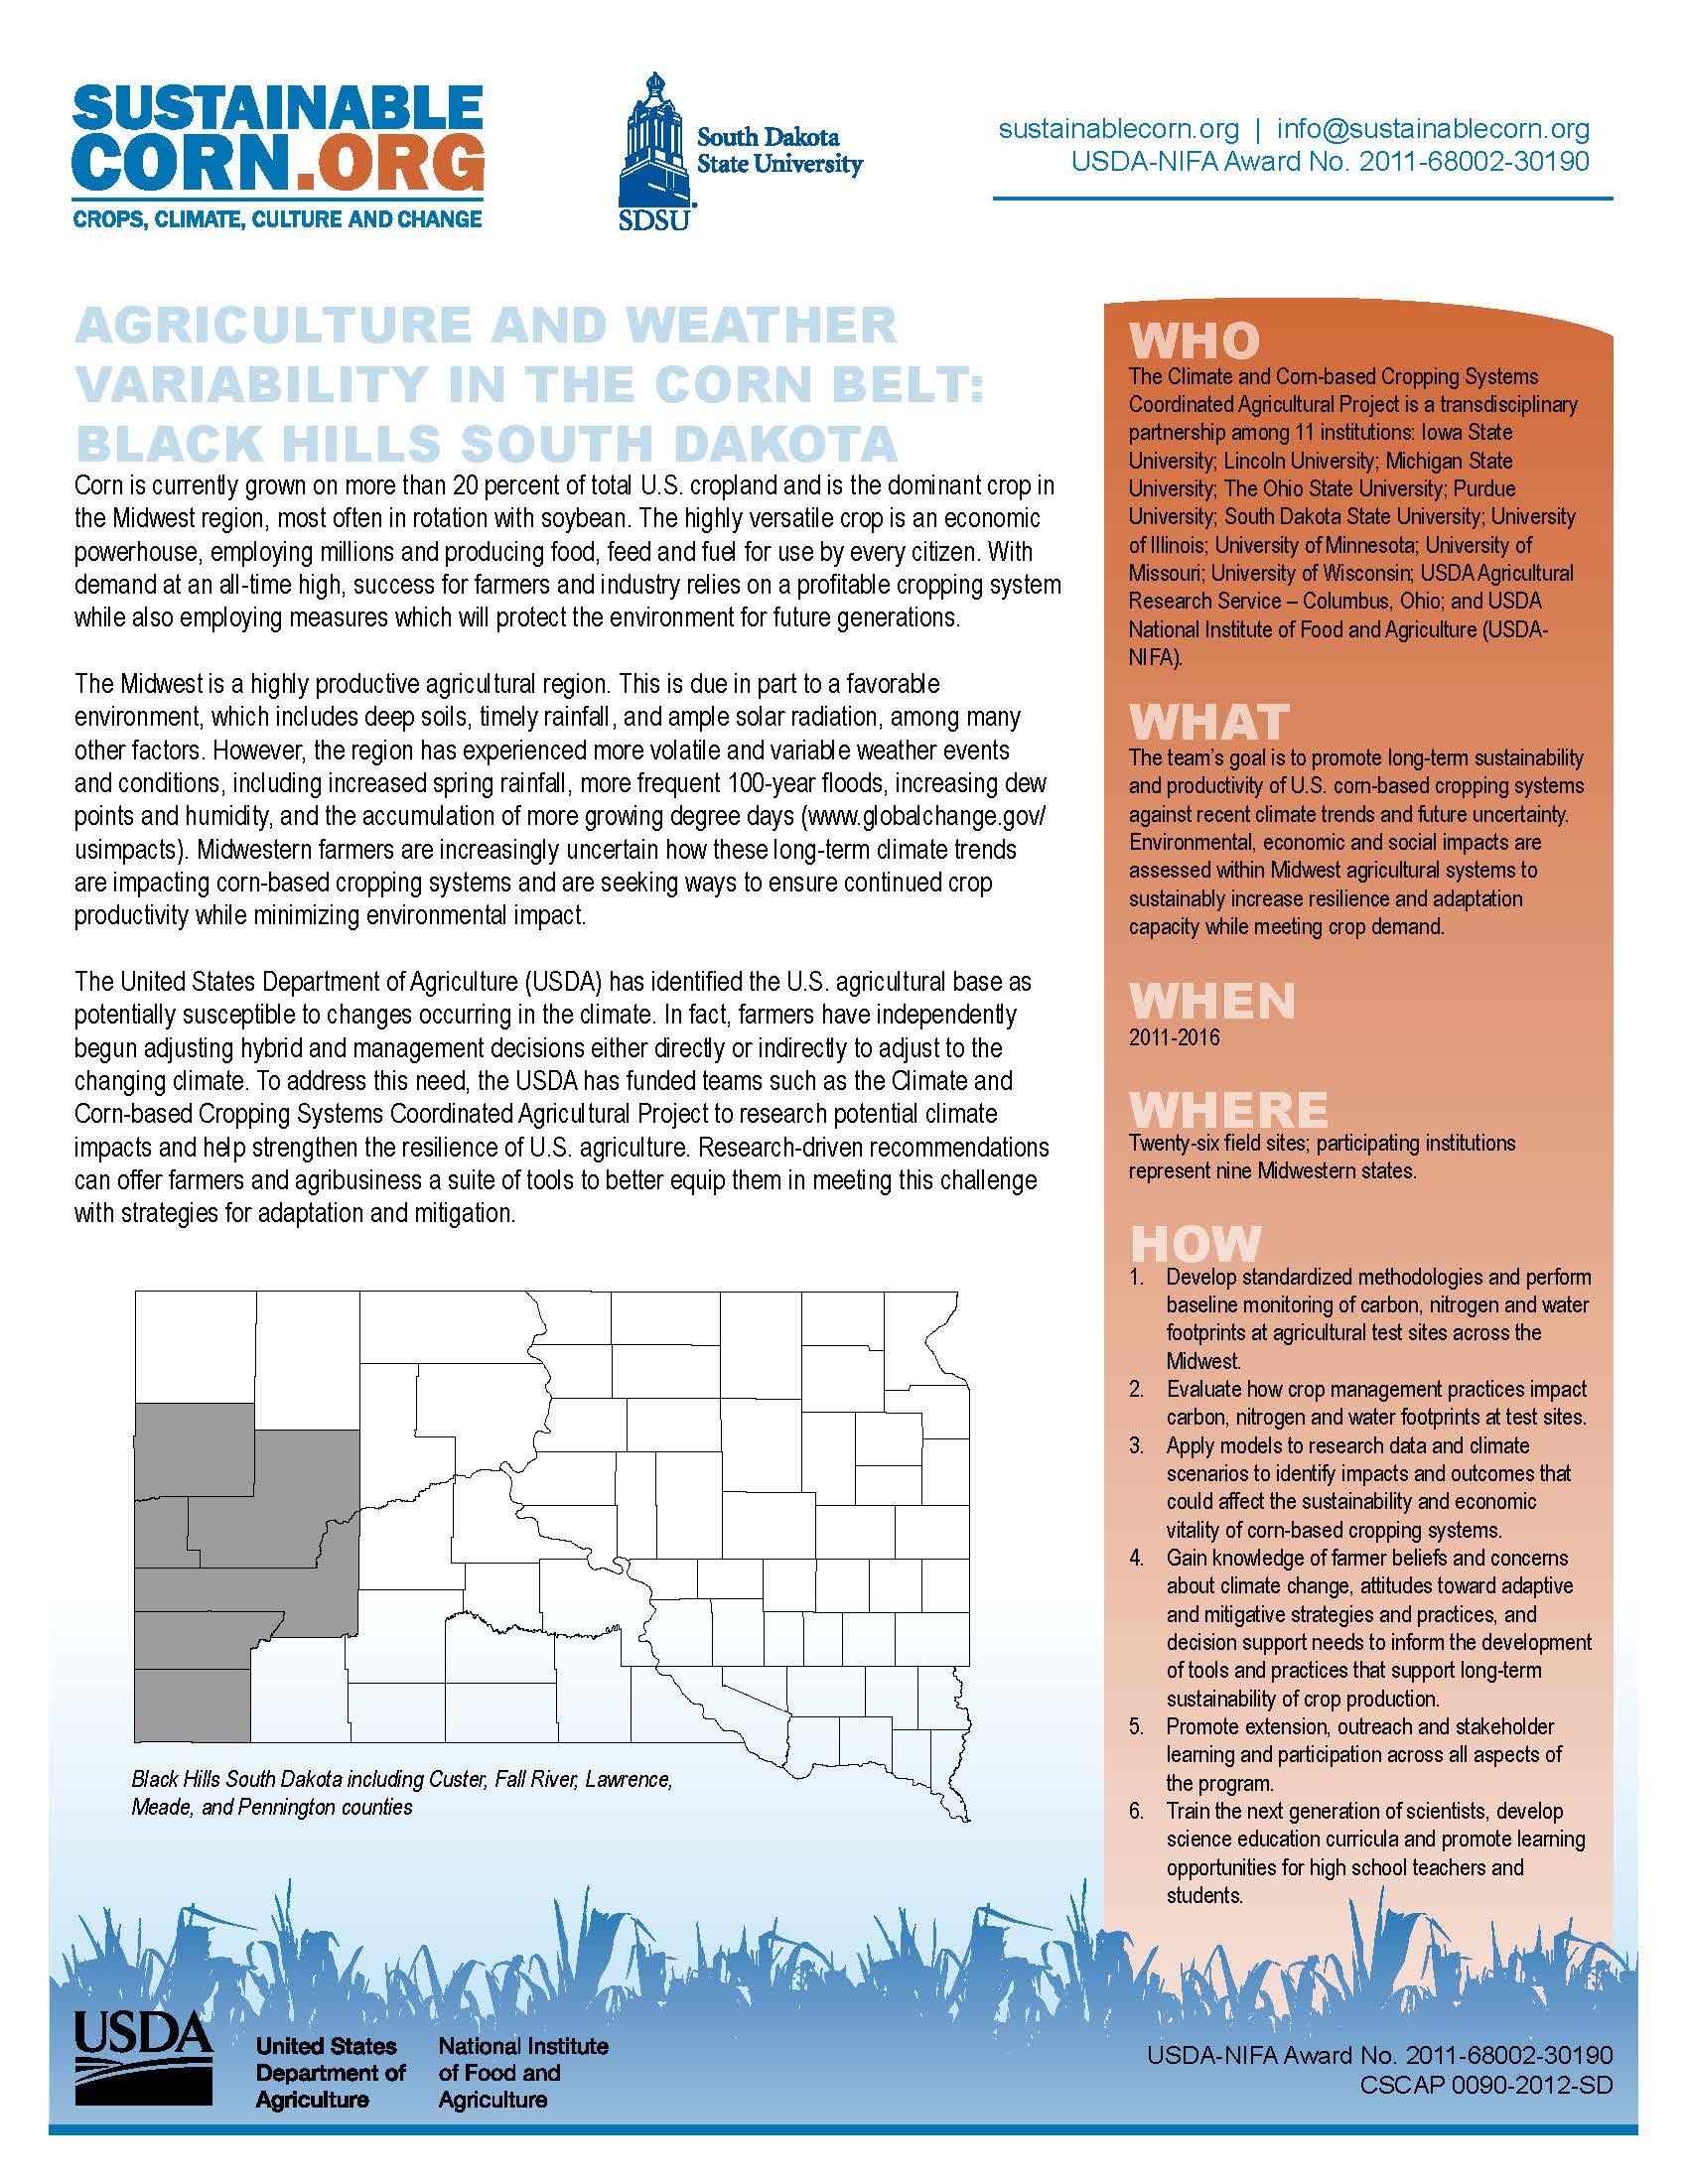 SUSTAINABLE
CORN.ORG
CROPS, CLIMATE, CULTURE AND CHANGE
South Dakota
State University
SDSU
sustainablecorn.org | info@sustainablecorn.org
USDA-NIFA Award No. 2011-68002-30190
AGRICULTURE AND WEATHER
VARIABILITY IN THE CORN BELT:
BLACK HILLS SOUTH DAKOTA
Corn is currently grown on more than 20 percent of total U.S. cropland and is the dominant crop in
the Midwest region, most often in rotation with soybean. The highly versatile crop is an economic
powerhouse, employing millions and producing food, feed and fuel for use by every citizen. With
demand at an all-time high, success for farmers and industry relies on a profitable cropping system
while also employing measures which will protect the environment for future generations.
The Midwest is a highly productive agricultural region. This is due in part to a favorable
environment, which includes deep soils, timely rainfall, and ample solar radiation, among many
other factors. However, the region has experienced more volatile and variable weather events
and conditions, including increased spring rainfall, more frequent 100-year floods, increasing dew
points and humidity, and the accumulation of more growing degree days (www.globalchange.gov/
usimpacts). Midwestern farmers are increasingly uncertain how these long-term climate trends
are impacting corn-based cropping systems and are seeking ways to ensure continued crop
productivity while minimizing environmental impact.
The United States Department of Agriculture (USDA) has identified the U.S. agricultural base as
potentially susceptible to changes occurring in the climate. In fact, farmers have independently
begun adjusting hybrid and management decisions either directly or indirectly to adjust to the
changing climate. To address this need, the USDA has funded teams such as the Climate and
Corn-based Cropping Systems Coordinated Agricultural Project to research potential climate
impacts and help strengthen the resilience of U.S. agriculture. Research-driven recommendations
can offer farmers and agribusiness a suite of tools to better equip them in meeting this challenge
with strategies for adaptation and mitigation.
Black Hills South Dakota including Custer, Fall River, Lawrence,
Meade, and Pennington counties
WHO
The Climate and Corn-based Cropping Systems
Coordinated Agricultural Project is a transdisciplinary
partnership among 11 institutions: Iowa State
University; Lincoln University; Michigan State
University; The Ohio State University; Purdue
University; South Dakota State University; University
of Illinois; University of Minnesota; University of
Missouri; University of Wisconsin; USDA Agricultural
Research Service – Columbus, Ohio; and USDA
National Institute of Food and Agriculture (USDA-
NIFA).
WHAT
The team's goal is to promote long-term sustainability
and productivity of U.S. corn-based cropping systems
against recent climate trends and future uncertainty.
Environmental, economic and social impacts are
assessed within Midwest agricultural systems to
sustainably increase resilience and adaptation
capacity while meeting crop demand.
WHEN
2011-2016
WHERE
Twenty-six field sites; participating institutions
represent nine Midwestern states.
HOW
1. Develop standardized methodologies and perform
baseline monitoring of carbon, nitrogen and water
footprints at agricultural test sites across the
Midwest.
2. Evaluate how crop management practices impact
carbon, nitrogen and water footprints at test sites.
3. Apply models to research data and climate
scenarios to identify impacts and outcomes that
could affect the sustainability and economic
vitality of corn-based cropping systems.
4. Gain knowledge of farmer beliefs and concerns
about climate change, attitudes toward adaptive
and mitigative strategies and practices, and
decision support needs to inform the development
of tools and practices that support long-term
sustainability of crop production.
5. Promote extension, outreach and stakeholder
learning and participation across all aspects of
the program.
6. Train the next generation of scientists, develop
science education curricula and promote learning
opportunities for high school teachers and
students.
USDA
United States
Department of
Agriculture
National Institute
of Food and
Agriculture
USDA-NIFA Award No. 2011-68002-30190
CSCAP 0090-2012-SD